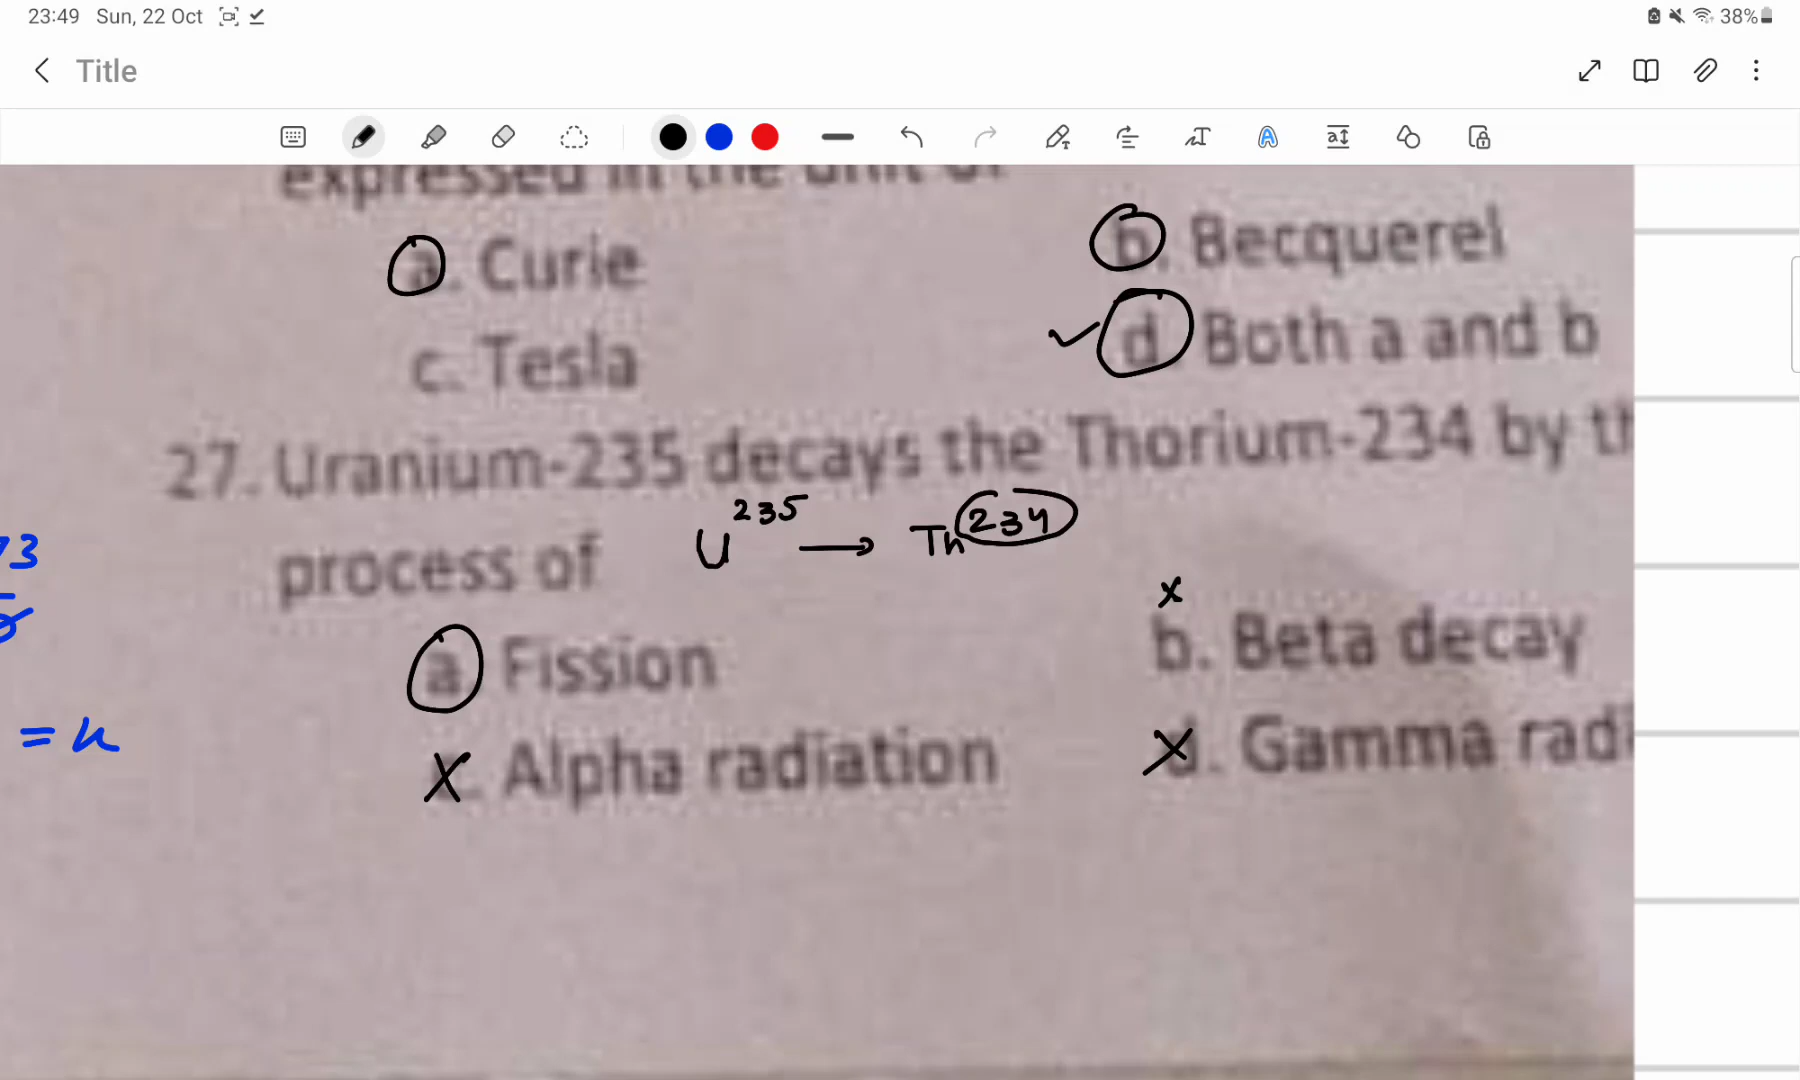 23:49 Sun, 22 Oct 38%
Title
expressed in the unit of
a. Curie
b. Becquerel
c. Tesla
d. Both a and b
27. Uranium-235 decays the Thorium-234 by th
process of
U 235 → Th 234
73
= k
a. Fission
x
b. Beta decay
X. Alpha radiation
d. Gamma radi